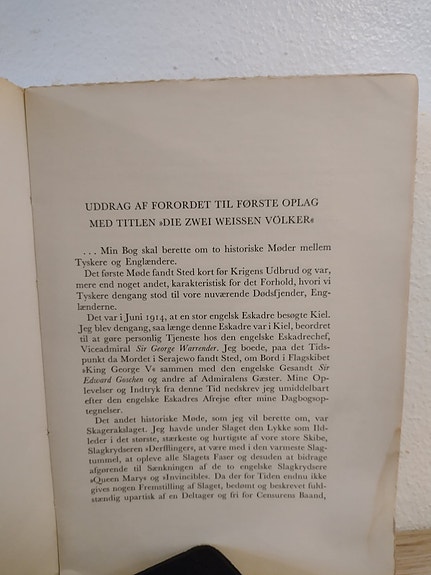 UDDRAG AF FORORDET TIL FØRSTE OPLAG
MED TITLEN »DIE ZWEI WEISSEN VÖLKER«
. . . Min Bog skal berette om to historiske Møder mellem
Tyskere og Englændere.
Det første Møde fandt Sted kort før Krigens Udbrud og var,
mere end noget andet, karakteristisk for det Forhold, hvori vi
Tyskere dengang stod til vore nuværende Dødsfjender, Eng-
lænderne.
Det var i Juni 1914, at en stor engelsk Eskadre besøgte Kiel.
Jeg blev dengang, saa længe denne Eskadre var i Kiel, beordret
til at gøre personlig Tjeneste hos den engelske Eskadrechef,
Viceadmiral Sir George Warrender. Jeg boede, paa det Tids-
punkt da Mordet i Serajewo fandt Sted, om Bord i Flagskibet
»King George V« sammen med den engelske Gesandt Sir
Edward Goschen og andre af Admiralens Gæster. Mine Op-
levelser og Indtryk fra denne Tid nedskrev jeg umiddelbart
efter den engelske Eskadres Afrejse efter mine Dagbogsop-
tegnelser.
Det andet historiske Møde, som jeg vil berette om, var
Skagerakslaget. Jeg havde under Slaget den Lykke som Ild-
leder i det største, stærkeste og hurtigste af vore store Skibe,
Slagkrydseren »Derfflinger«, at være med i den varmeste Slag-
tummel, at opleve alle Slagets Faser og desuden at bidrage
afgørende til Sænkningen af de to engelske Slagkrydsere
»Queen Mary« og »Invincible«. Da der for Tiden endnu ikke
gives nogen Fremstilling af Slaget, bedømt og beskrevet fuld-
stændig upartisk af en Deltager og fri for Censurens Baand,